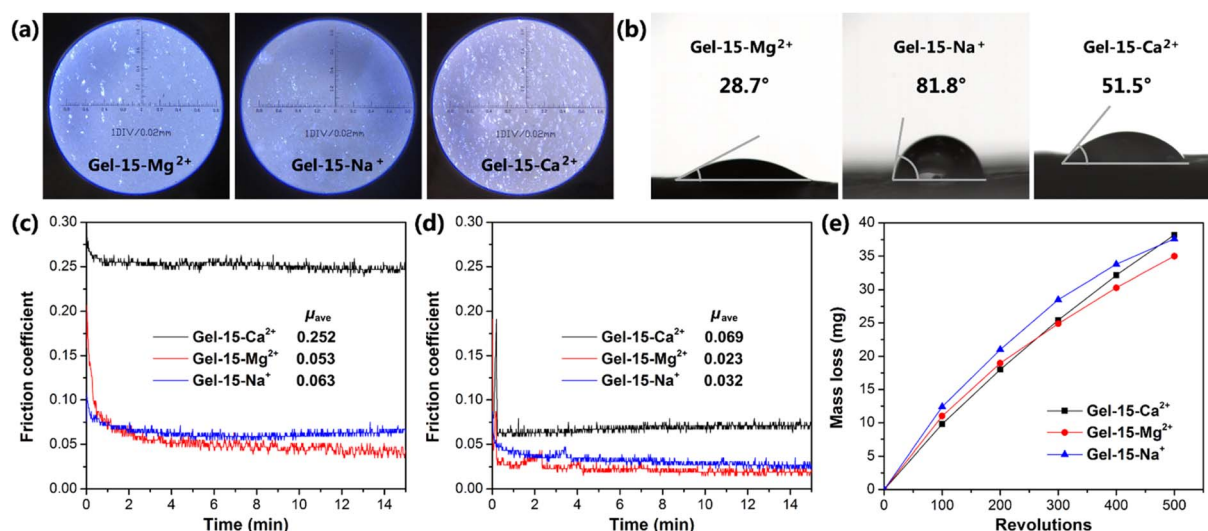 (a)
1DIV/0.02mm
Gel-15-Mg²⁺
1DIV/0.02mm
Gel-15-Na⁺
1DIV/0.02mm
Gel-15-Ca²⁺
(b)
Gel-15-Mg²⁺
28.7°
Gel-15-Na⁺
81.8°
Gel-15-Ca²⁺
51.5°
(c)
Friction coefficient
0.30
0.25
0.20
0.15
0.10
0.05
0.00
μave
Gel-15-Ca²⁺ 0.252
Gel-15-Mg²⁺ 0.053
Gel-15-Na⁺ 0.063
0 2 4 6 8 10 12 14
Time (min)
(d)
Friction coefficient
0.30
0.25
0.20
0.15
0.10
0.05
0.00
μave
Gel-15-Ca²⁺ 0.069
Gel-15-Mg²⁺ 0.023
Gel-15-Na⁺ 0.032
0 2 4 6 8 10 12 14
Time (min)
(e)
Mass loss (mg)
40
35
30
25
20
15
10
5
0
Gel-15-Ca²⁺
Gel-15-Mg²⁺
Gel-15-Na⁺
0 100 200 300 400 500
Revolutions